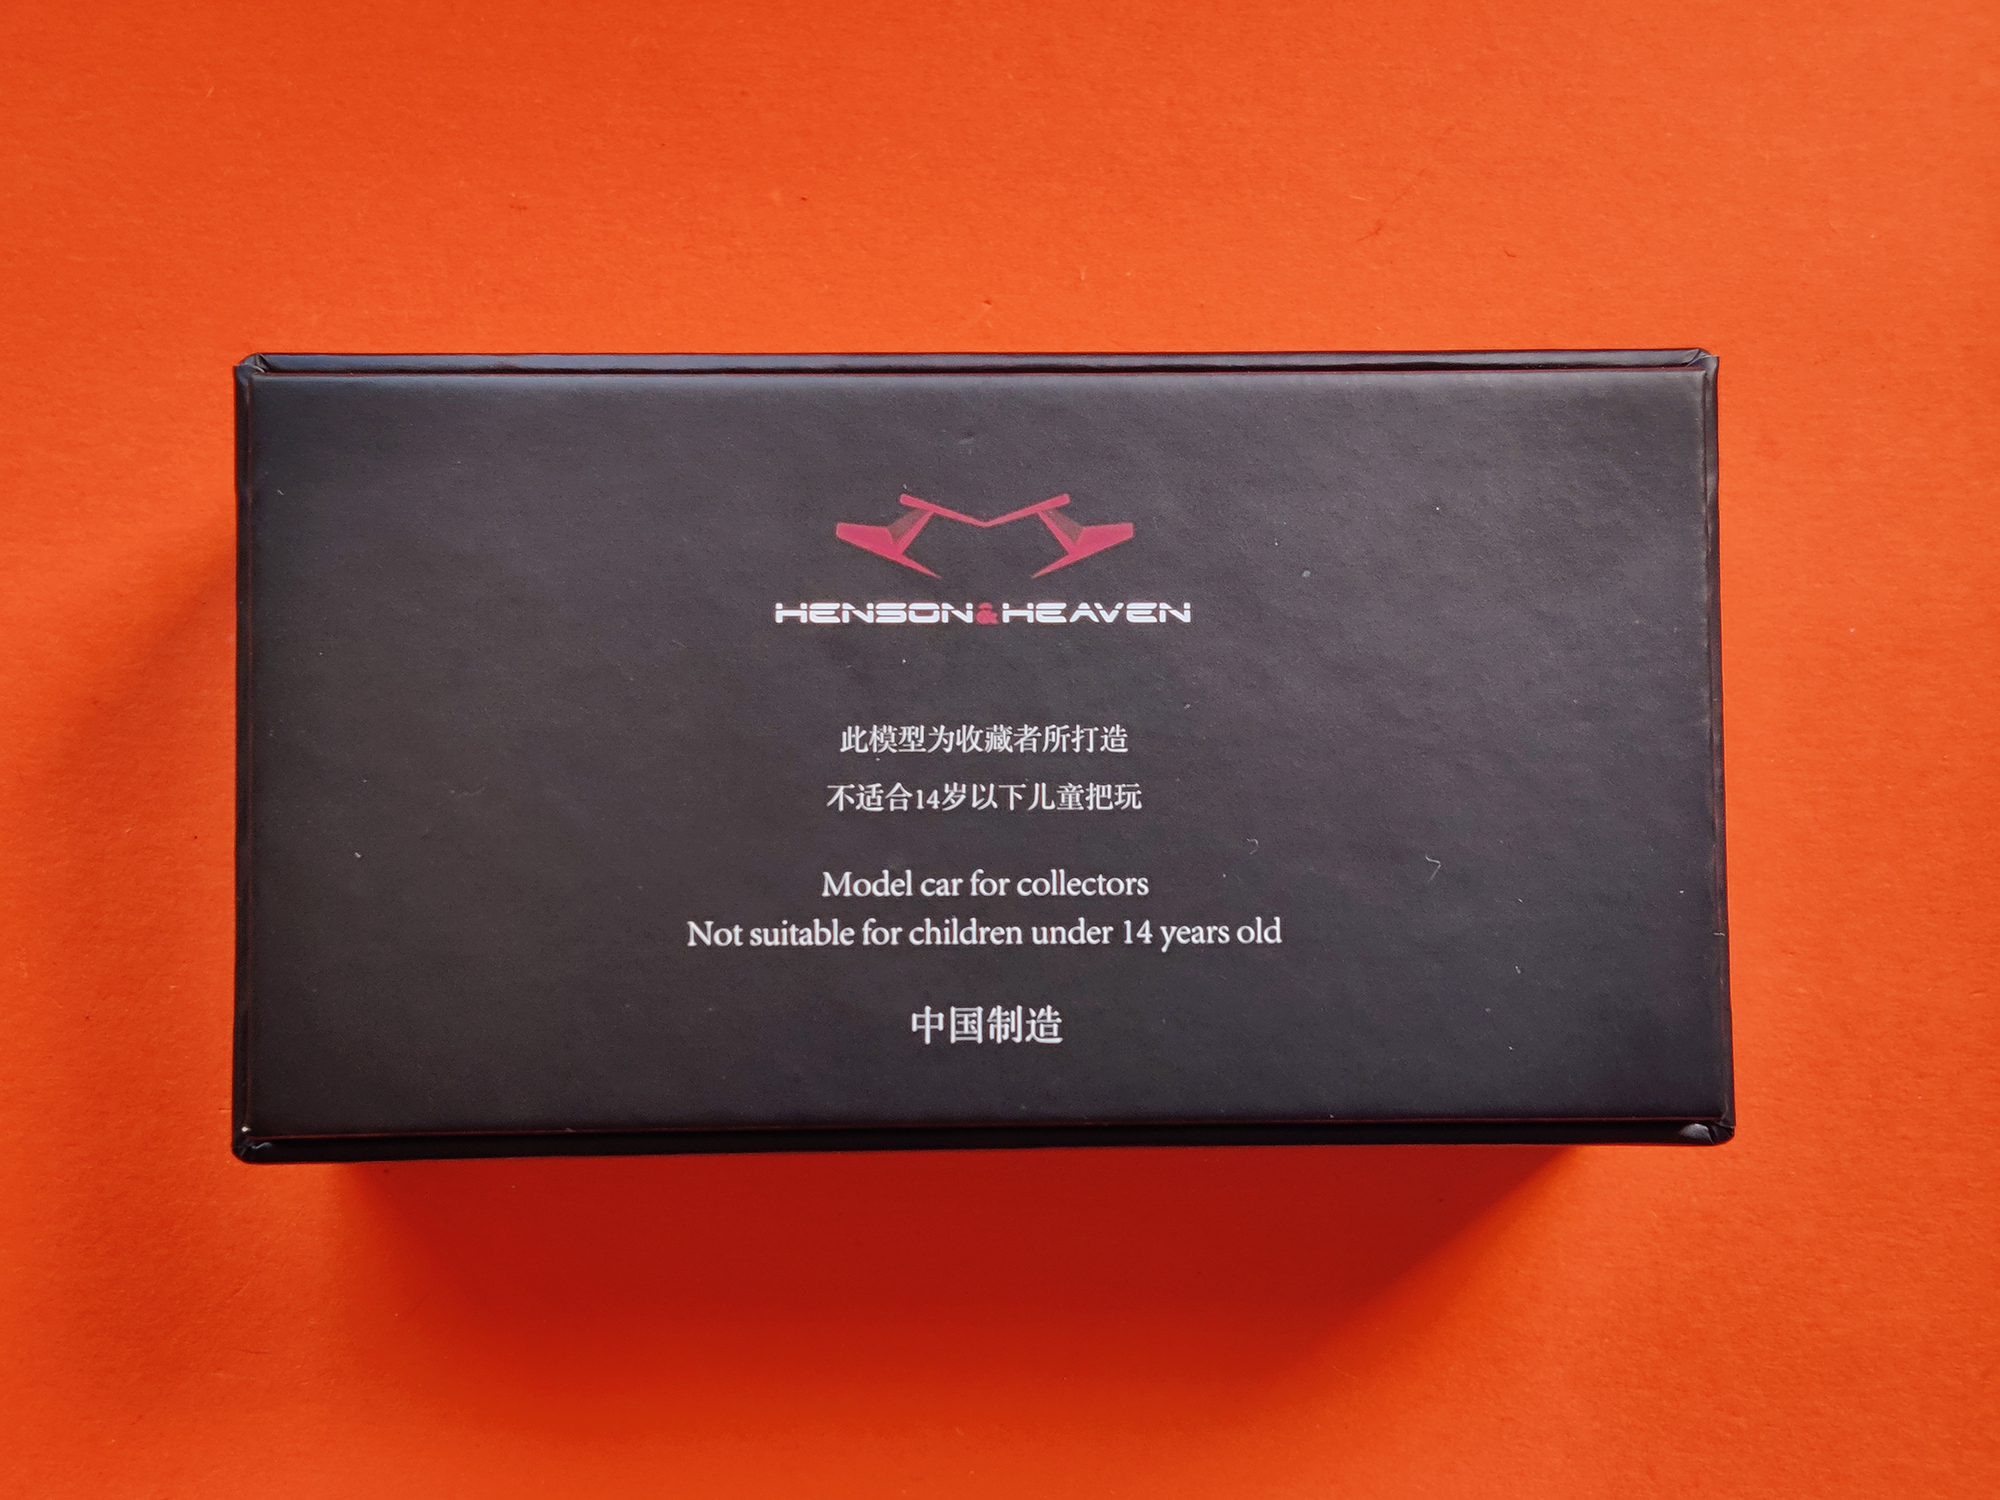 HENSON&HEAVEN
此模型为收藏者所打造
不适合14岁以下儿童把玩
Model car for collectors
Not suitable for children under 14 years old
中国制造